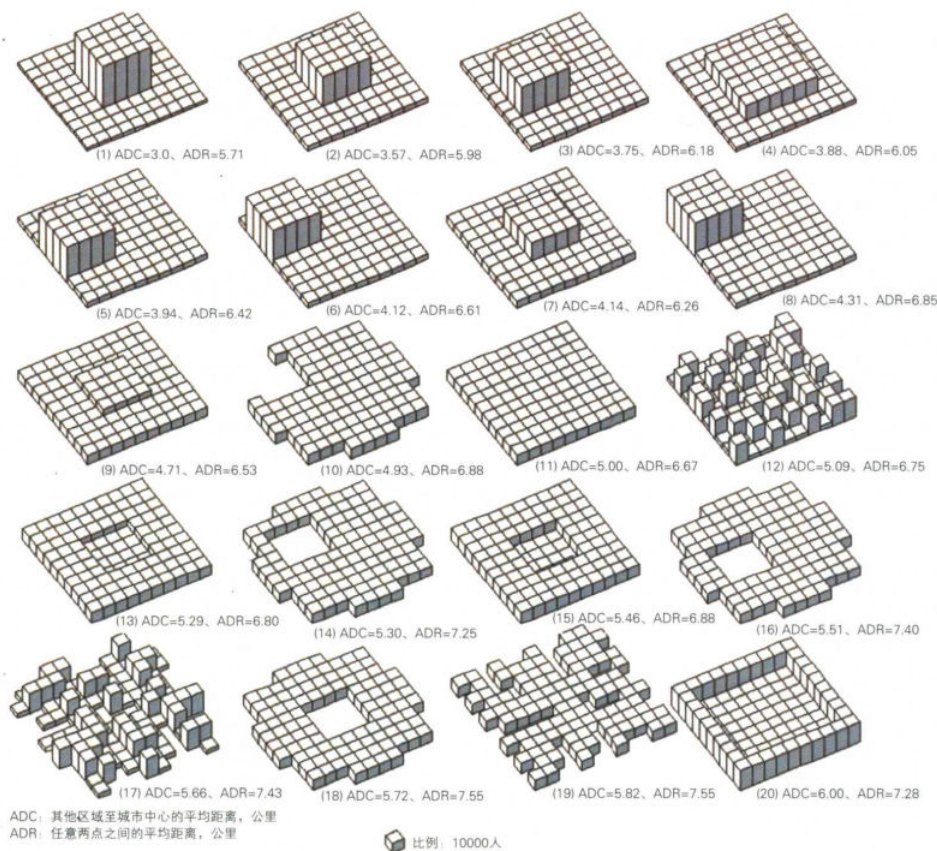 (1) ADC=3.0、ADR=5.71
(2) ADC=3.57、ADR=5.98
(3) ADC=3.75、ADR=6.18
(4) ADC=3.88、ADR=6.05
(5) ADC=3.94、ADR=6.42
(6) ADC=4.12、ADR=6.61
(7) ADC=4.14、ADR=6.26
(8) ADC=4.31、ADR=6.85
(9) ADC=4.71、ADR=6.53
(10) ADC=4.93、ADR=6.88
(11) ADC=5.00、ADR=6.67
(12) ADC=5.09、ADR=6.75
(13) ADC=5.29、ADR=6.80
(14) ADC=5.30、ADR=7.25
(15) ADC=5.46、ADR=6.88
(16) ADC=5.51、ADR=7.40
(17) ADC=5.66、ADR=7.43
(18) ADC=5.72、ADR=7.55
(19) ADC=5.82、ADR=7.55
(20) ADC=6.00、ADR=7.28
ADC：其他区域至城市中心的平均距离，公里
ADR：任意两点之间的平均距离，公里
比例：10000人